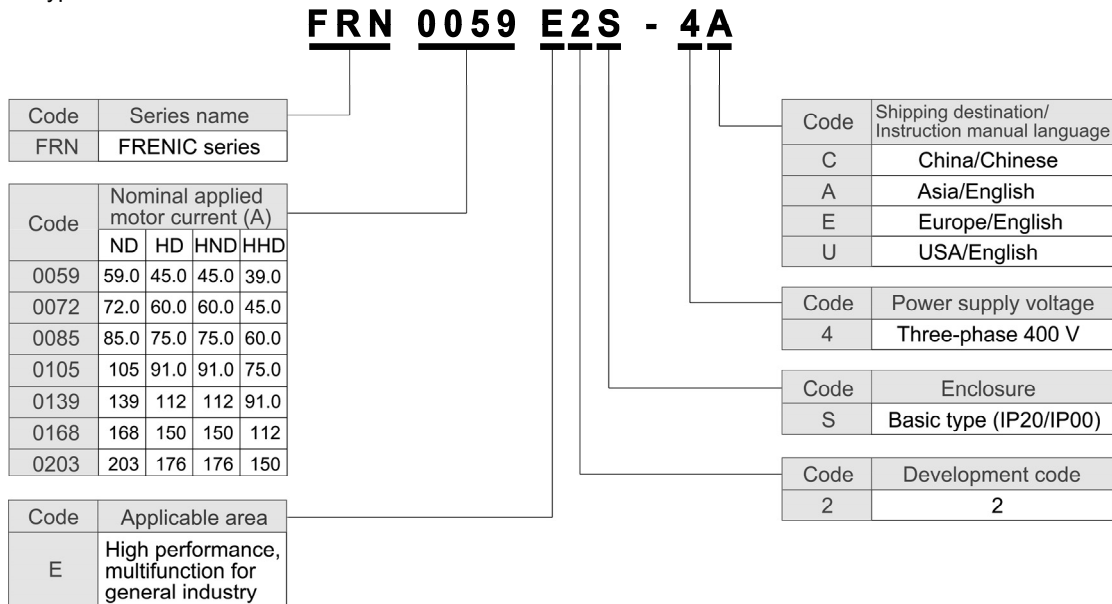 FRN 0059 E2S - 4A
Code Series name
FRN FRENIC series
Code Nominal applied
motor current (A)
ND HD HND HHD
0059 59.0 45.0 45.0 39.0
0072 72.0 60.0 60.0 45.0
0085 85.0 75.0 75.0 60.0
0105 105 91.0 91.0 75.0
0139 139 112 112 91.0
0168 168 150 150 112
0203 203 176 176 150
Code Applicable area
E High performance,
multifunction for
general industry
Code Shipping destination/
Instruction manual language
C China/Chinese
A Asia/English
E Europe/English
U USA/English
Code Power supply voltage
4 Three-phase 400 V
Code Enclosure
S Basic type (IP20/IP00)
Code Development code
2 2